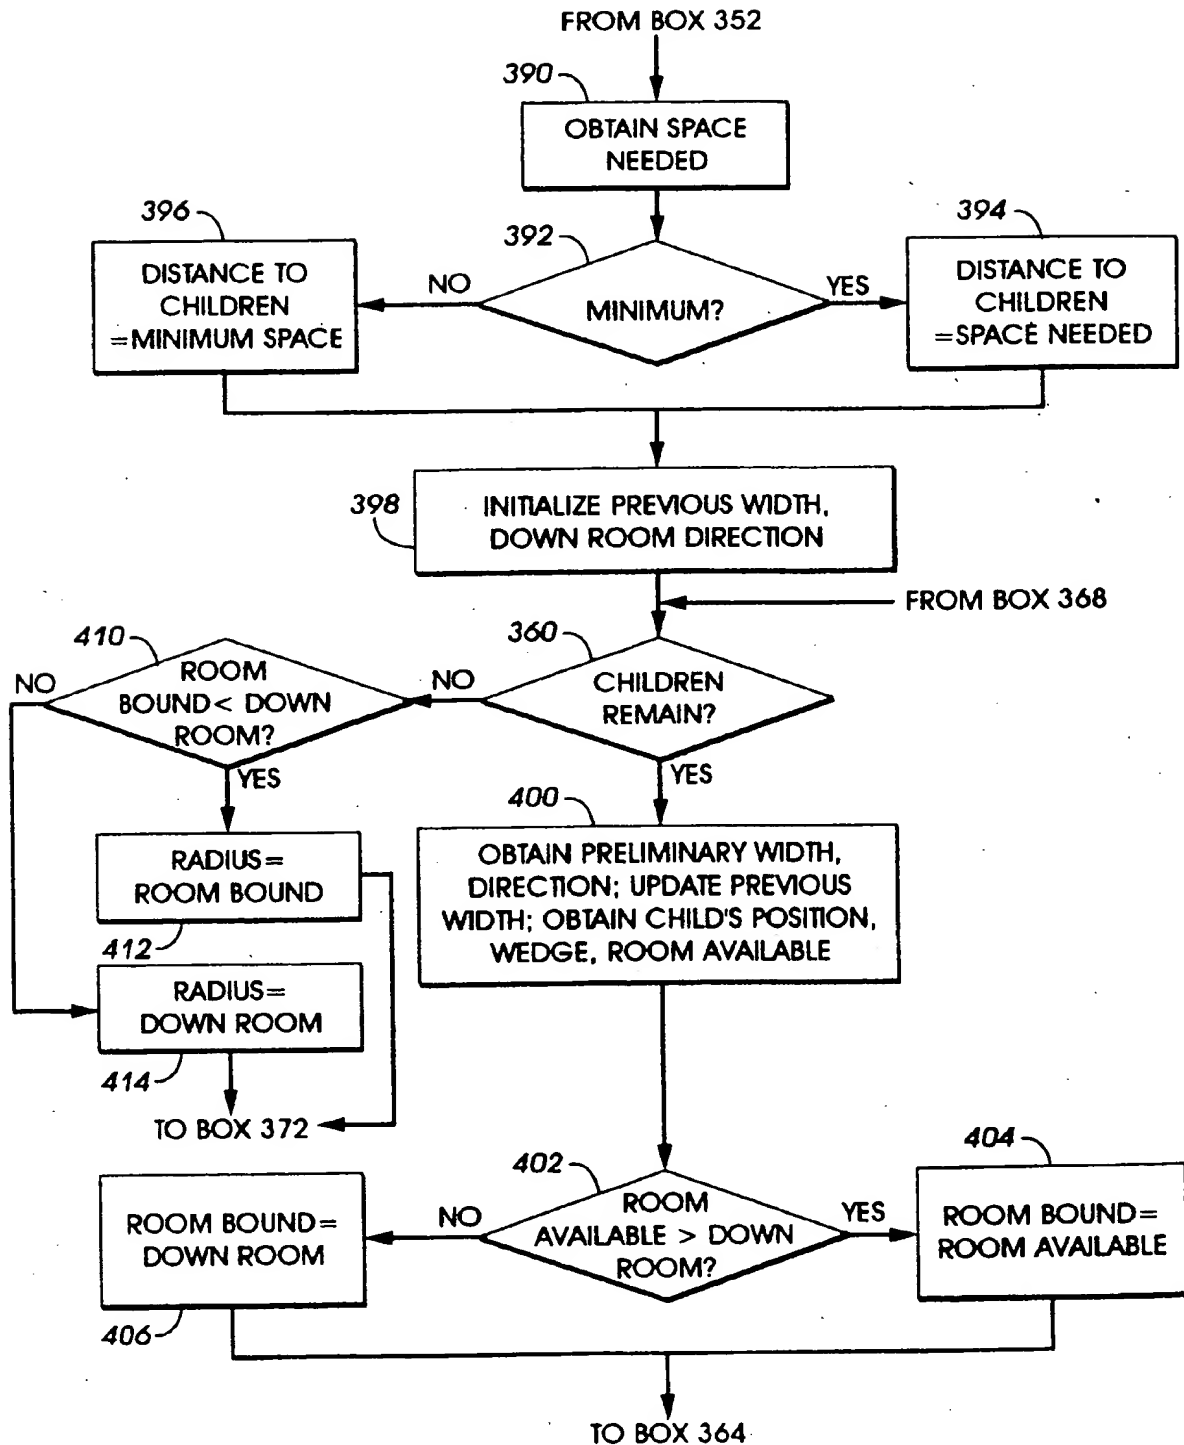 FROM BOX 352
390
OBTAIN SPACE
NEEDED
396
392
394
DISTANCE TO
CHILDREN
=MINIMUM SPACE
NO
MINIMUM?
YES
DISTANCE TO
CHILDREN
=SPACE NEEDED
398
INITIALIZE PREVIOUS WIDTH,
DOWN ROOM DIRECTION
FROM BOX 368
410
360
NO
ROOM
BOUND< DOWN
ROOM?
NO
CHILDREN
REMAIN?
YES
YES
400
RADIUS=
ROOM BOUND
412
OBTAIN PRELIMINARY WIDTH,
DIRECTION; UPDATE PREVIOUS
WIDTH; OBTAIN CHILD'S POSITION,
WEDGE, ROOM AVAILABLE
RADIUS=
DOWN ROOM
414
TO BOX 372
402
404
ROOM BOUND=
DOWN ROOM
406
NO
ROOM
AVAILABLE > DOWN
ROOM?
YES
ROOM BOUND=
ROOM AVAILABLE
TO BOX 364